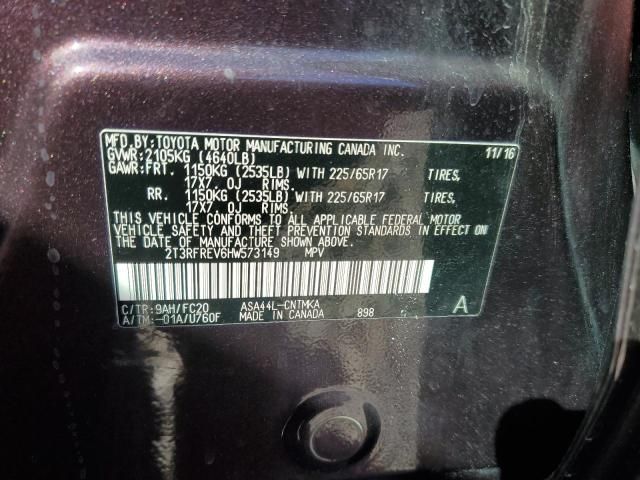 MFD.BY:TOYOTA MOTOR MANUFACTURING CANADA INC. 11/16
GVWR:2105KG (4640LB)
GAWR:FRT. 1150KG (2535LB) WITH 225/65R17 TIRES,
17X7.0J RIMS.
RR. 1150KG (2535LB) WITH 225/65R17 TIRES,
17X7.0J RIMS.
THIS VEHICLE CONFORMS TO ALL APPLICABLE FEDERAL MOTOR
VEHICLE SAFETY AND THEFT PREVENTION STANDARDS IN EFFECT ON
THE DATE OF MANUFACTURE SHOWN ABOVE.
2T3RFREV6HW573149 MPV
C/TR:9AH/FC20 ASA44L-CNTMKA A
A/TM:-01A/U760F MADE IN CANADA 898